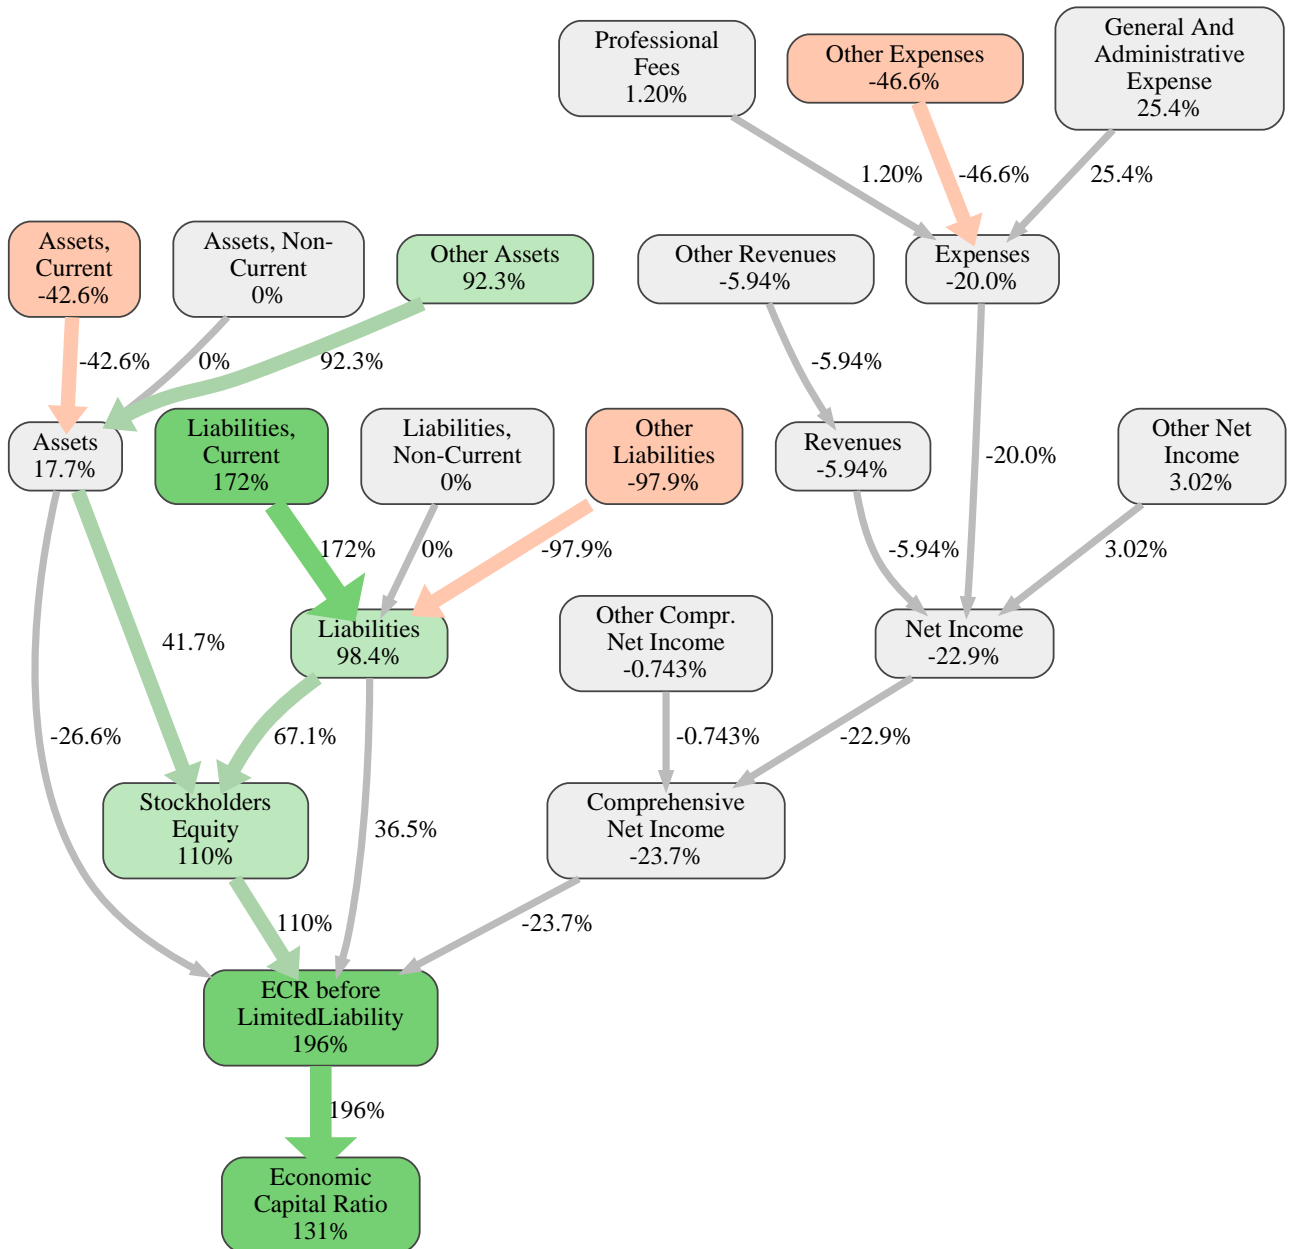 Professional
Fees
1.20%
Other Expenses
-46.6%
General And
Administrative
Expense
25.4%
1.20%
-46.6%
25.4%
Assets,
Current
-42.6%
Assets, Non-
Current
0%
Other Assets
92.3%
Other Revenues
-5.94%
Expenses
-20.0%
-42.6%
0%
92.3%
-5.94%
Assets
17.7%
Liabilities,
Current
172%
Liabilities,
Non-Current
0%
Other
Liabilities
-97.9%
Revenues
-5.94%
-20.0%
Other Net
Income
3.02%
172%
0%
-97.9%
-5.94%
3.02%
41.7%
Liabilities
98.4%
Other Compr.
Net Income
-0.743%
Net Income
-22.9%
-26.6%
67.1%
-0.743%
-22.9%
Stockholders
Equity
110%
36.5%
Comprehensive
Net Income
-23.7%
110%
-23.7%
ECR before
LimitedLiability
196%
196%
Economic
Capital Ratio
131%